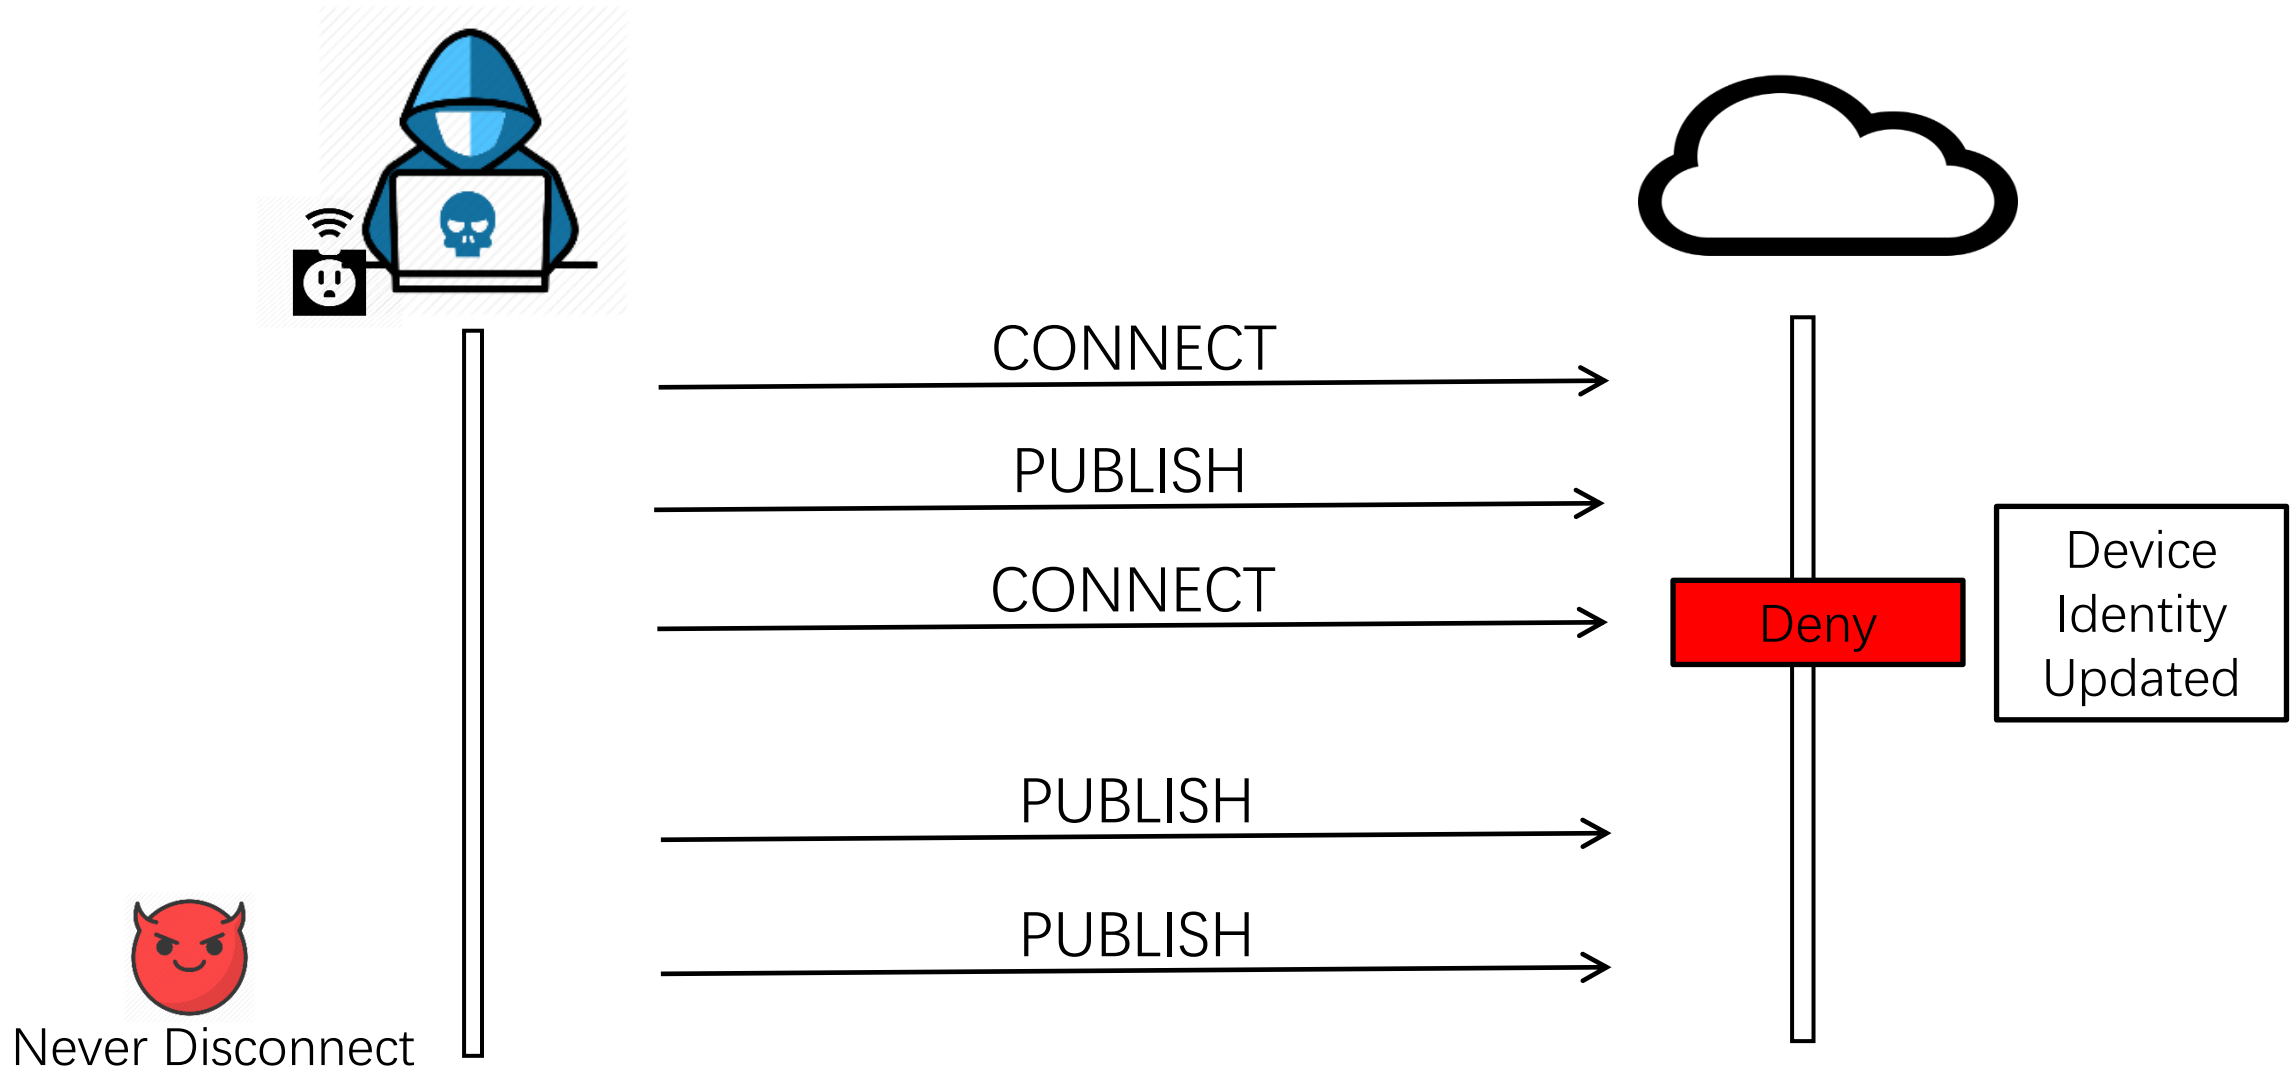 CONNECT
PUBLISH
CONNECT
Deny
Device
Identity
Updated
PUBLISH
PUBLISH
Never Disconnect